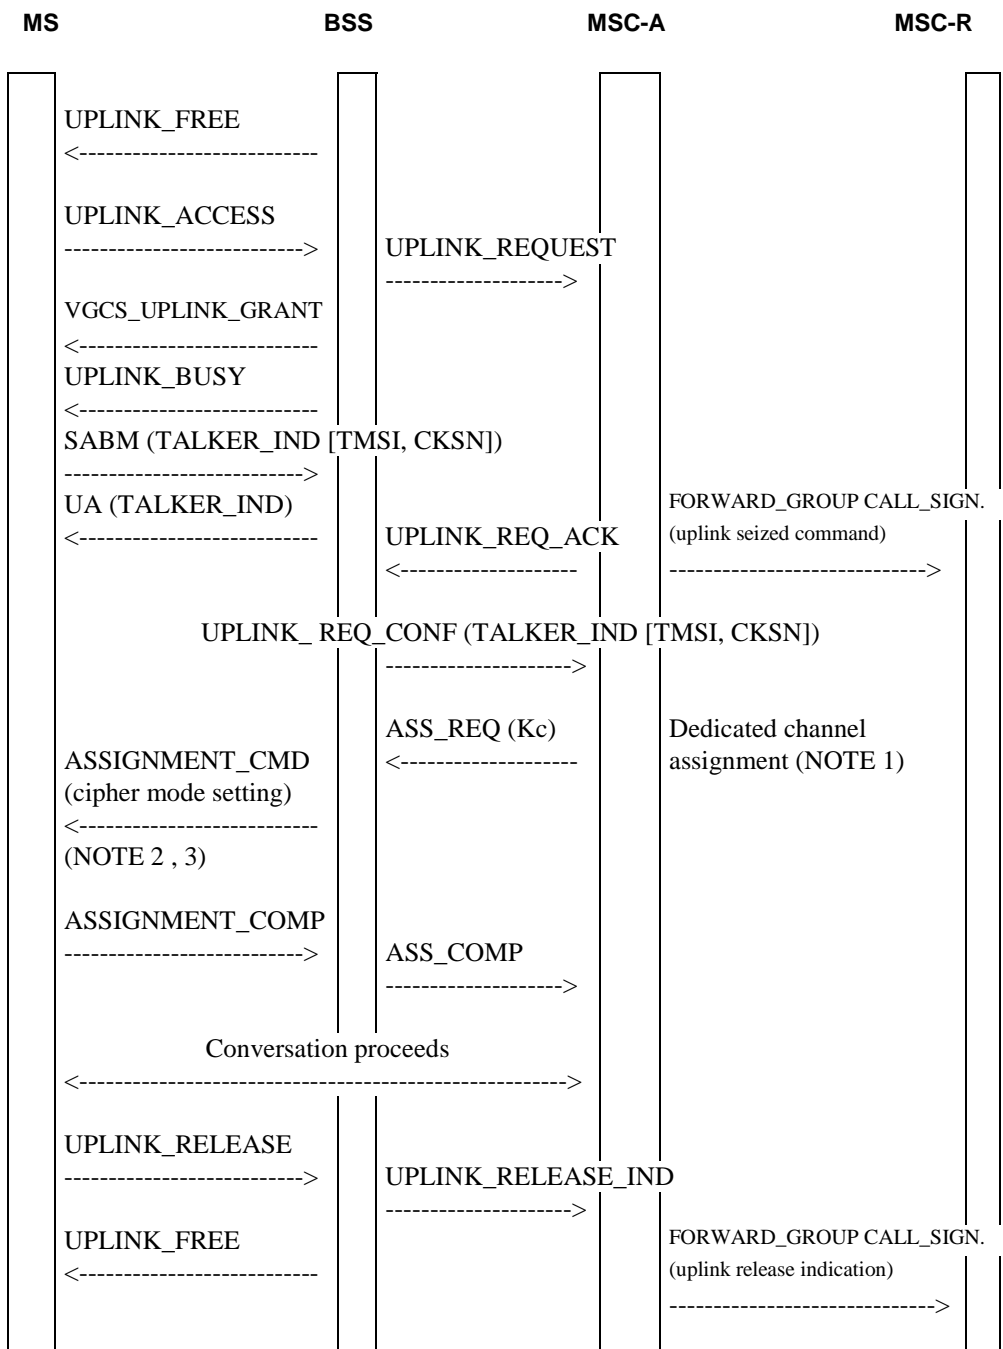 MS BSS MSC-A MSC-R
UPLINK_FREE
<---------------------------
UPLINK_ACCESS
---------------------------> UPLINK_REQUEST
-------------------->
VGCS_UPLINK_GRANT
<---------------------------
UPLINK_BUSY
<---------------------------
SABM (TALKER_IND [TMSI, CKSN])
--------------------------->
UA (TALKER_IND) FORWARD_GROUP CALL_SIGN.
<--------------------------- UPLINK_REQ_ACK (uplink seized command)
<-------------------- ----------------------------->
UPLINK_ REQ_CONF (TALKER_IND [TMSI, CKSN])
--------------------->
ASS_REQ (Kc) Dedicated channel
ASSIGNMENT_CMD <-------------------- assignment (NOTE 1)
(cipher mode setting)
<---------------------------
(NOTE 2 , 3)
ASSIGNMENT_COMP
---------------------------> ASS_COMP
-------------------->
Conversation proceeds
<------------------------------------------------------->
UPLINK_RELEASE
---------------------------> UPLINK_RELEASE_IND
--------------------->
UPLINK_FREE FORWARD_GROUP CALL_SIGN.
<--------------------------- (uplink release indication)
------------------------------>